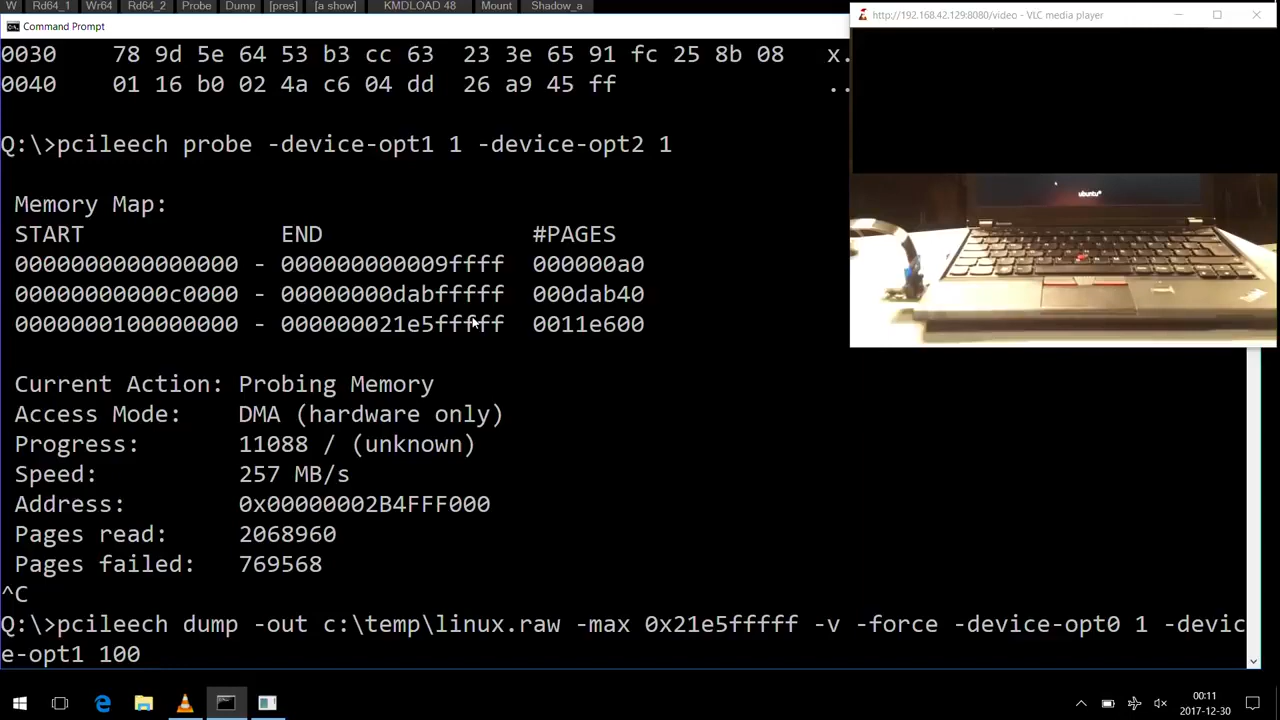 W Rd64_1 Wr64 Rd64_2 Probe Dump [pres] [a show] KMDLOAD 48 Mount Shadow_a
Command Prompt
http://192.168.42.129:8080/video - VLC media player
0030 78 9d 5e 64 53 b3 cc 63 23 3e 65 91 fc 25 8b 08 x.
0040 01 16 b0 02 4a c6 04 dd 26 a9 45 ff ..
Q:\>pcileech probe -device-opt1 1 -device-opt2 1
Memory Map:
START END #PAGES
0000000000000000 - 000000000009ffff 000000a0
00000000000c0000 - 00000000dabfffff 000dab40
0000000100000000 - 000000021e5fffff 0011e600
Current Action: Probing Memory
Access Mode: DMA (hardware only)
Progress: 11088 / (unknown)
Speed: 257 MB/s
Address: 0x00000002B4FFF000
Pages read: 2068960
Pages failed: 769568
^C
Q:\>pcileech dump -out c:\temp\linux.raw -max 0x21e5fffff -v -force -device-opt0 1 -devic
e-opt1 100
ubuntu
00:11
2017-12-30